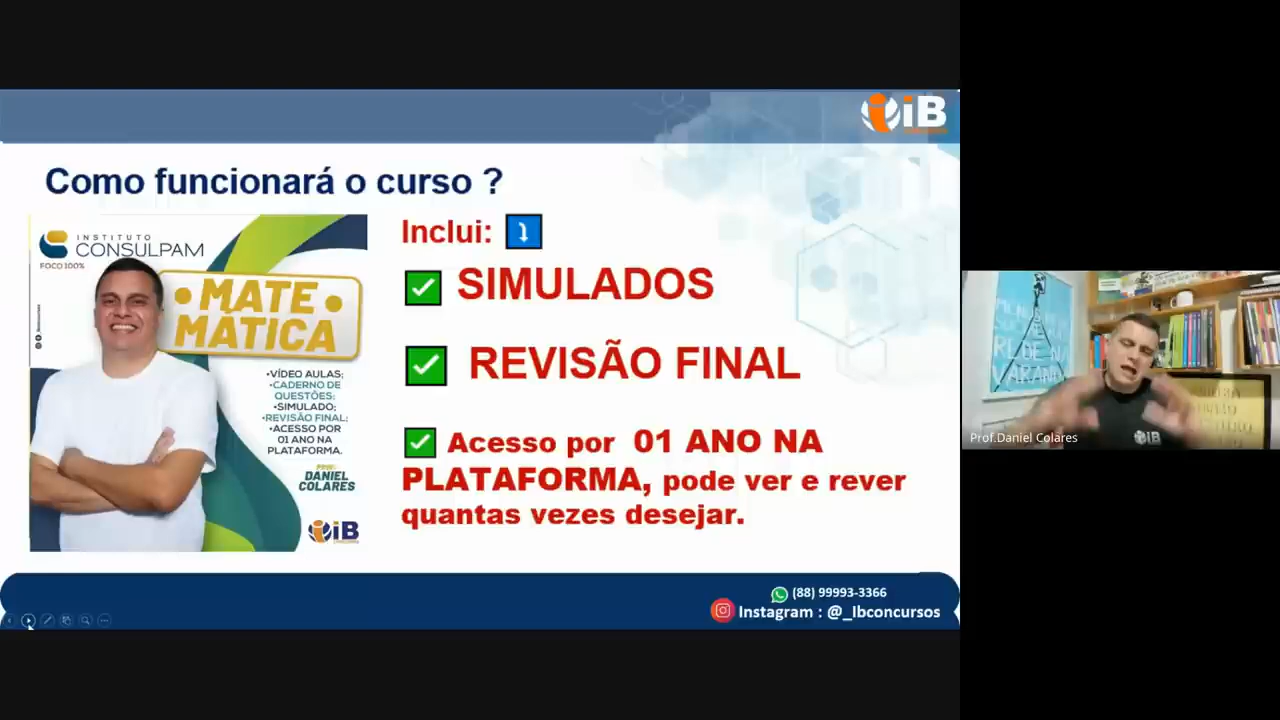 iB
Como funcionará o curso ?
INSTITUTO
CONSULPAM
FOCO 100%
• MATE •
MÁTICA
•VÍDEO AULAS;
•CADERNO DE
QUESTÕES;
•SIMULADO;
•REVISÃO FINAL;
•ACESSO POR
01 ANO NA
PLATAFORMA.
PROF.
DANIEL
COLARES
iB
Inclui:
SIMULADOS
REVISÃO FINAL
Acesso por 01 ANO NA
PLATAFORMA, pode ver e rever
quantas vezes desejar.
(88) 99993-3366
Instagram : @_Ibconcursos
Prof.Daniel Colares
iB